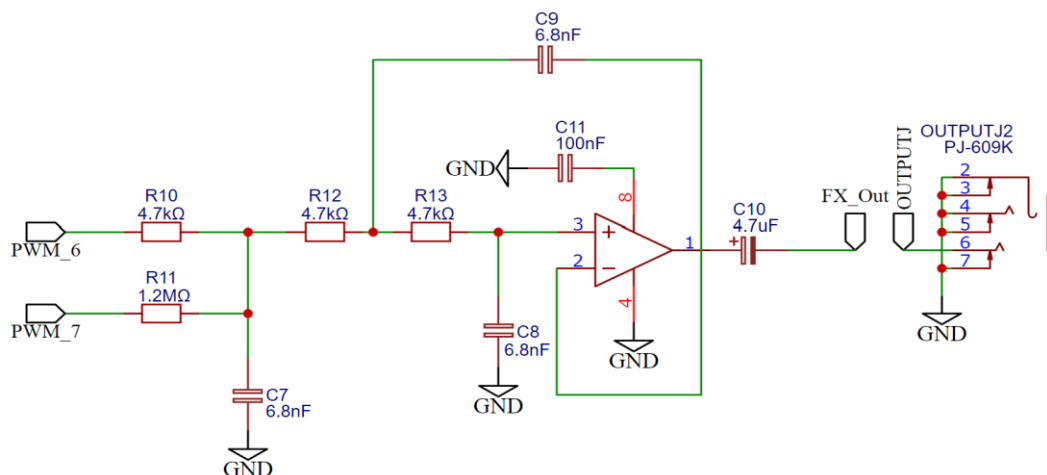 C9
6.8nF
C11
100nF
GND
8
OUTPUTJ2
PJ-609K
OUTPUTJ
FX_Out
2
3
4
5
6
7
GND
R10
4.7kΩ
PWM_6
R12
4.7kΩ
R13
4.7kΩ
3
+
2
−
1
4
GND
C10
+
4.7uF
R11
1.2MΩ
PWM_7
C8
6.8nF
GND
C7
6.8nF
GND